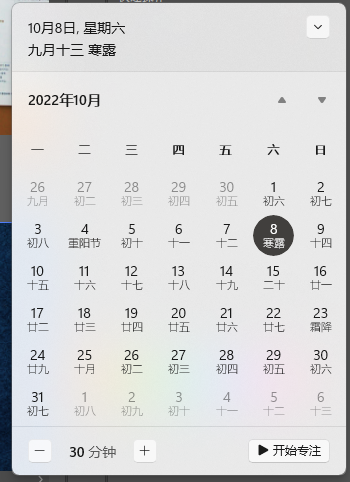 10月8日, 星期六
九月十三 寒露
2022年10月
一 二 三 四 五 六 日
26 27 28 29 30 1 2
九月 初二 初三 初四 初五 初六 初七
3 4 5 6 7 8 9
初八 重阳节 初十 十一 十二 寒露 十四
10 11 12 13 14 15 16
十五 十六 十七 十八 十九 二十 廿一
17 18 19 20 21 22 23
廿二 廿三 廿四 廿五 廿六 廿七 霜降
24 25 26 27 28 29 30
廿九 十月 初二 初三 初四 初五 初六
31 1 2 3 4 5 6
初七 初八 初九 初十 十一 十二 十三
30 分钟
开始专注